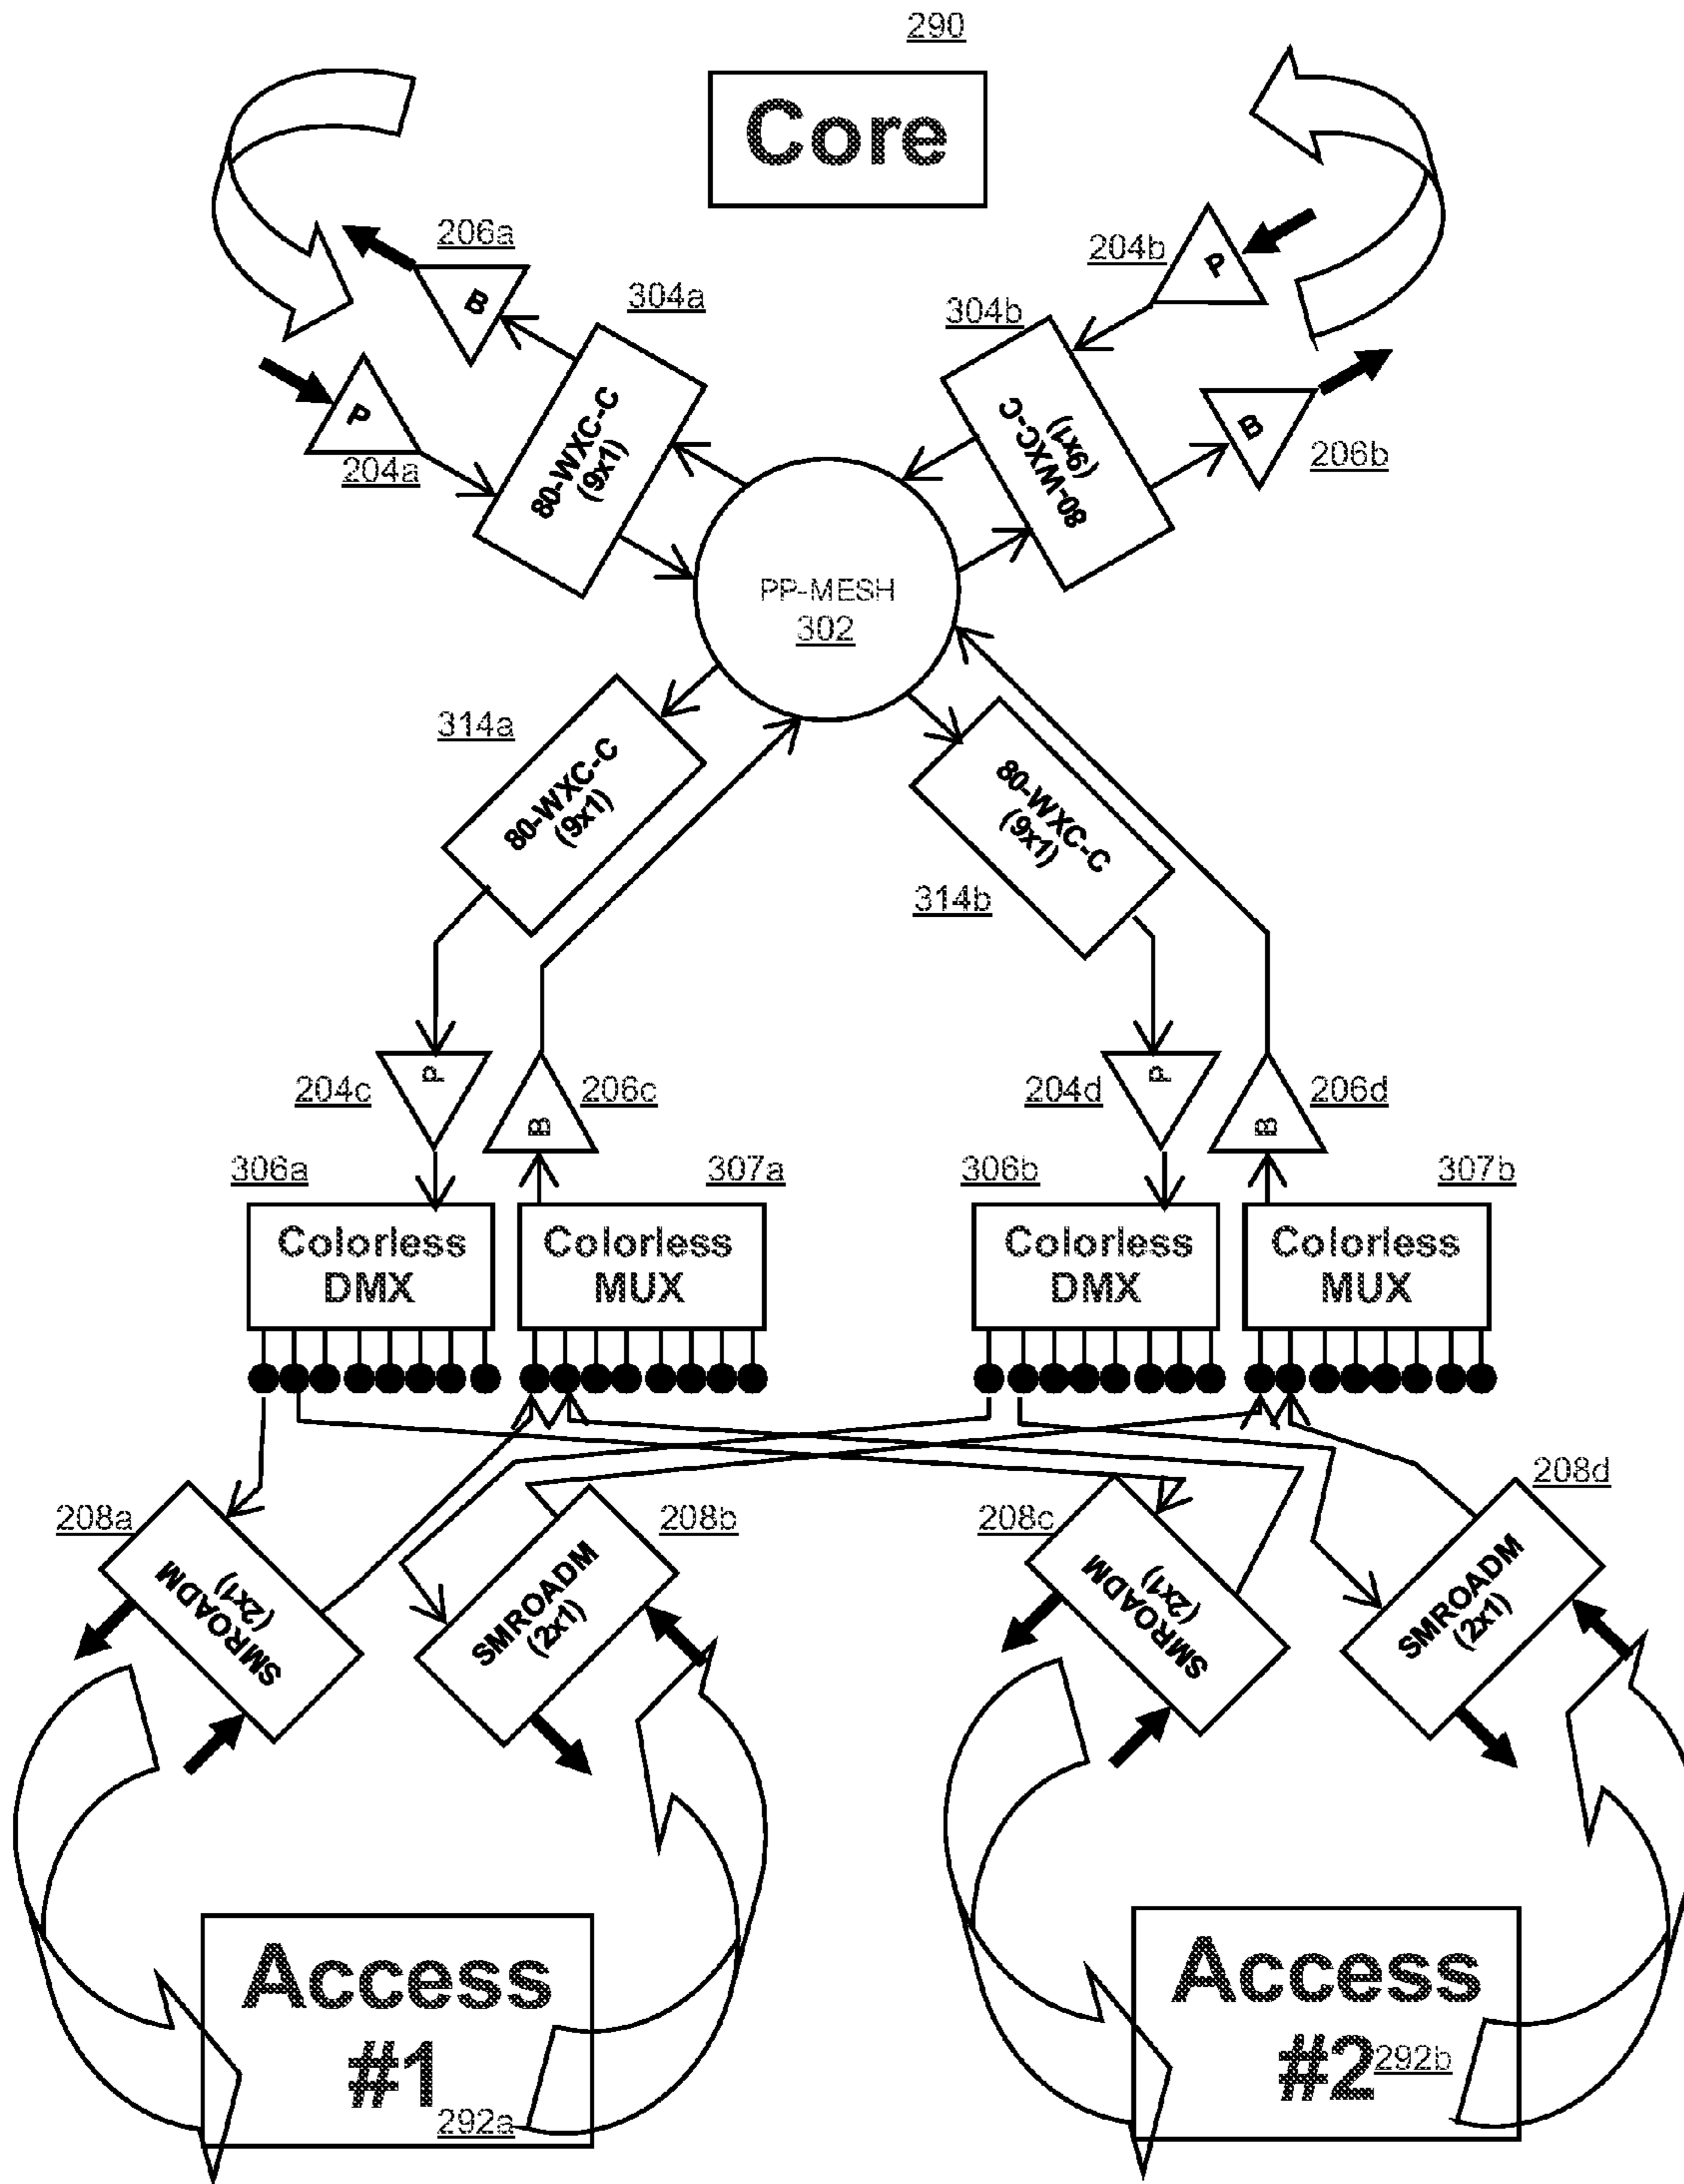 290
Core
206a
B
304a
P
204a
80-WXC-C
(9x1)
204b
P
304b
80-WXC-C
(9x1)
B
206b
PP-MESH
302
314a
80-WXC-C
(9x1)
80-WXC-C
(9x1)
314b
204c
P
206c
B
204d
P
206d
B
306a
307a
306b
307b
Colorless
DMX
Colorless
MUX
Colorless
DMX
Colorless
MUX
208a
SMROADM
(2x1)
208b
SMROADM
(2x1)
208c
SMROADM
(2x1)
208d
SMROADM
(2x1)
Access
#1
292a
Access
#2
292b